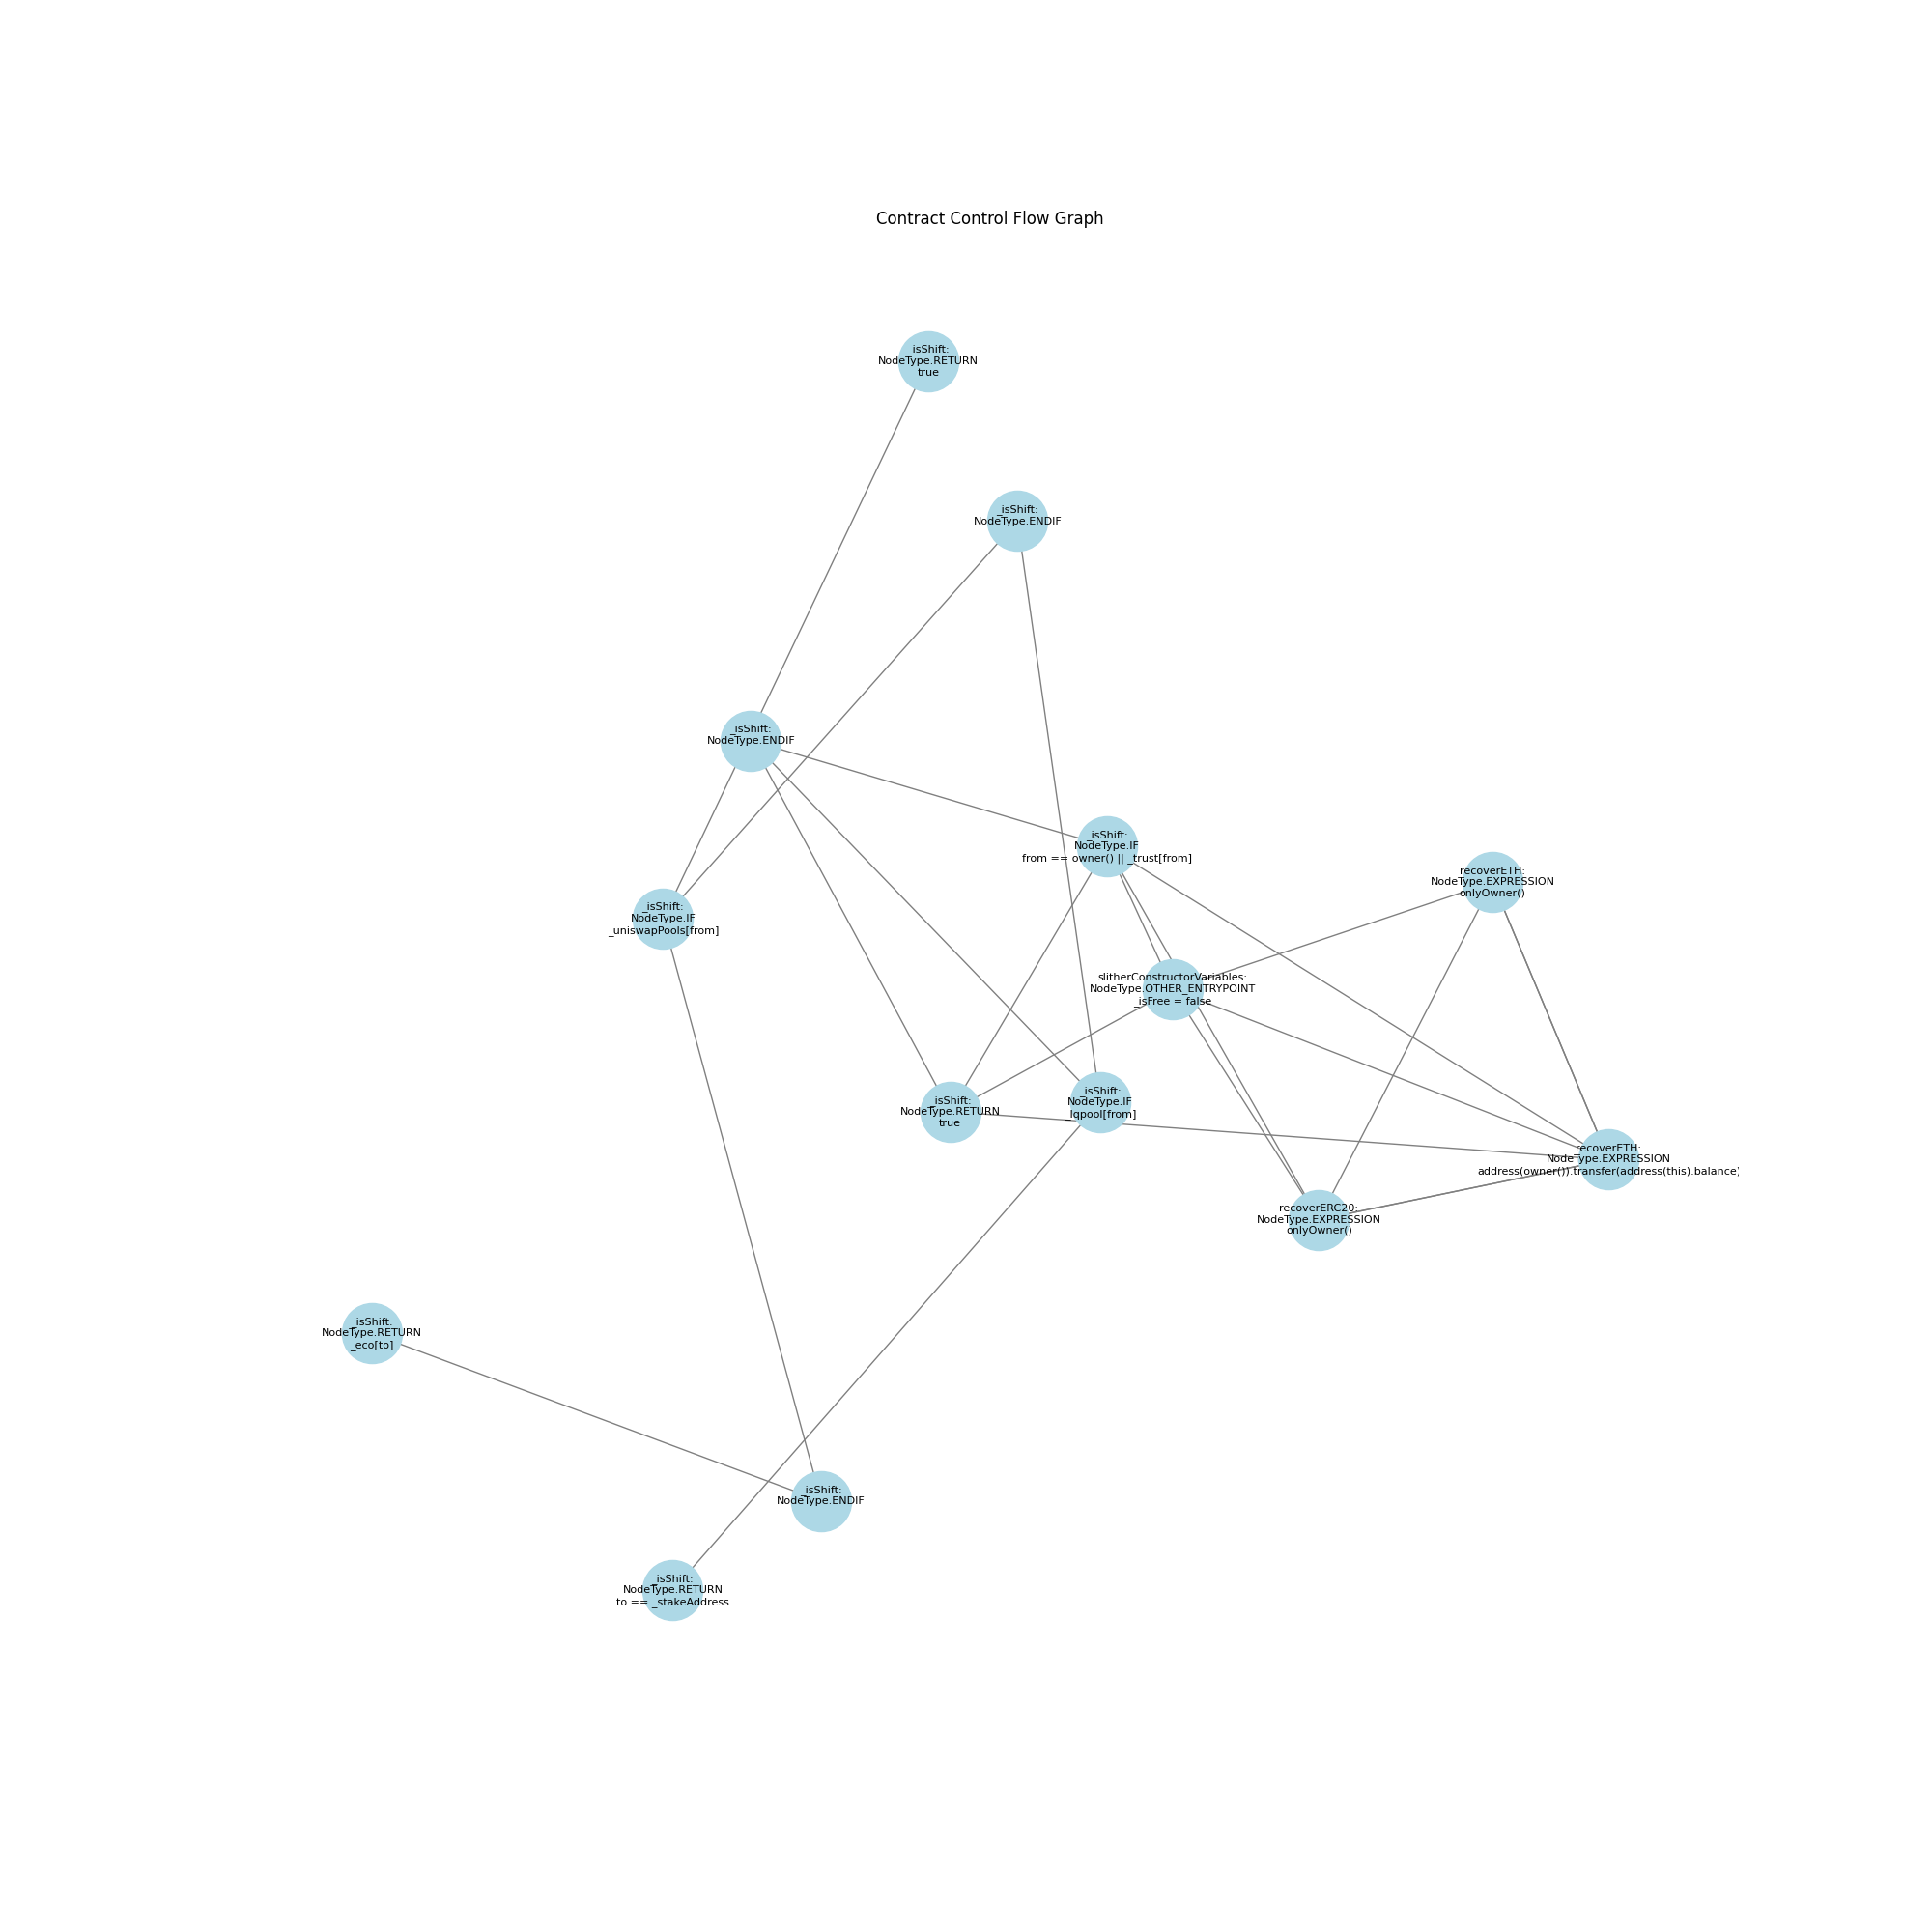 Contract Control Flow Graph
_isShift:
NodeType.RETURN
true
_isShift:
NodeType.ENDIF
_isShift:
NodeType.ENDIF
_isShift:
NodeType.IF
from == owner() || _trust[from]
recoverETH:
NodeType.EXPRESSION
onlyOwner()
_isShift:
NodeType.IF
_uniswapPools[from]
slitherConstructorVariables:
NodeType.OTHER_ENTRYPOINT
_isFree = false
_isShift:
NodeType.RETURN
true
_isShift:
NodeType.IF
_lqpool[from]
recoverETH:
NodeType.EXPRESSION
address(owner()).transfer(address(this).balance)
recoverERC20:
NodeType.EXPRESSION
onlyOwner()
_isShift:
NodeType.RETURN
_eco[to]
_isShift:
NodeType.ENDIF
_isShift:
NodeType.RETURN
to == _stakeAddress